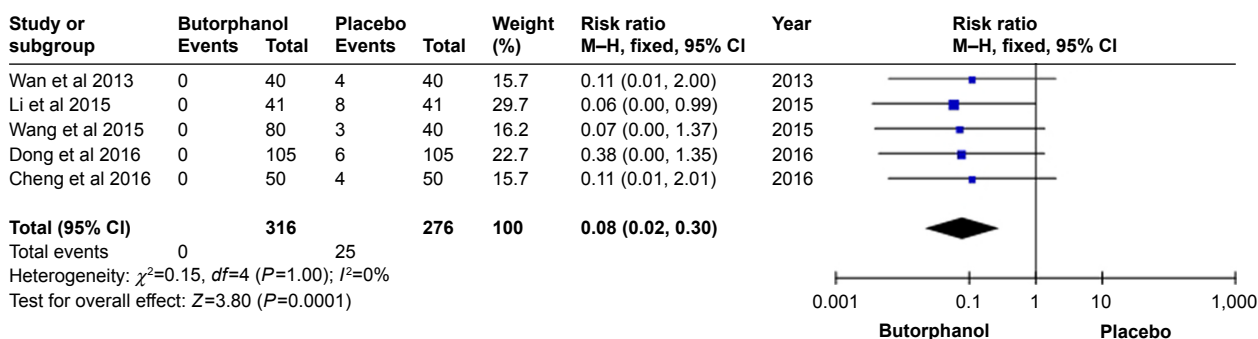 Study or subgroup Butorphanol Events Total Placebo Events Total Weight (%) Risk ratio M–H, fixed, 95% CI Year Risk ratio M–H, fixed, 95% CI
Wan et al 2013 0 40 4 40 15.7 0.11 (0.01, 2.00) 2013
Li et al 2015 0 41 8 41 29.7 0.06 (0.00, 0.99) 2015
Wang et al 2015 0 80 3 40 16.2 0.07 (0.00, 1.37) 2015
Dong et al 2016 0 105 6 105 22.7 0.38 (0.00, 1.35) 2016
Cheng et al 2016 0 50 4 50 15.7 0.11 (0.01, 2.01) 2016
Total (95% CI) 316 276 100 0.08 (0.02, 0.30)
Total events 0 25
Heterogeneity: χ²=0.15, df=4 (P=1.00); I²=0%
Test for overall effect: Z=3.80 (P=0.0001)
0.001 0.1 1 10 1,000
Butorphanol Placebo